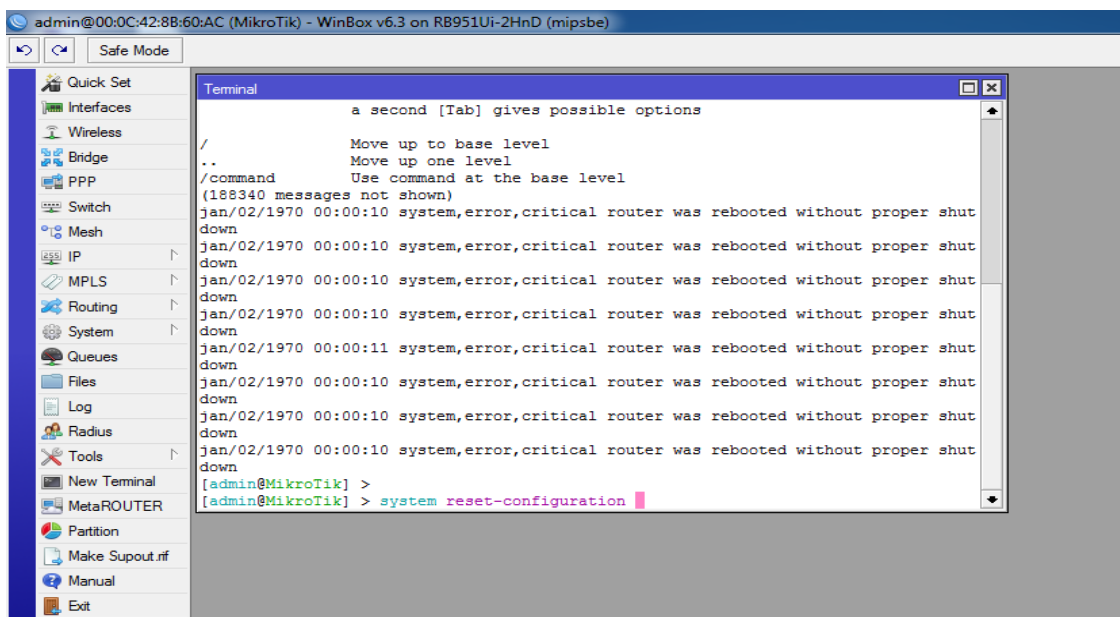 admin@00:0C:42:8B:60:AC (MikroTik) - WinBox v6.3 on RB951Ui-2HnD (mipsbe)
Safe Mode
Quick Set
Interfaces
Wireless
Bridge
PPP
Switch
Mesh
IP
MPLS
Routing
System
Queues
Files
Log
Radius
Tools
New Terminal
MetaROUTER
Partition
Make Supout.rif
Manual
Exit
Terminal
a second [Tab] gives possible options
/ Move up to base level
.. Move up one level
/command Use command at the base level
(188340 messages not shown)
jan/02/1970 00:00:10 system,error,critical router was rebooted without proper shut
down
jan/02/1970 00:00:10 system,error,critical router was rebooted without proper shut
down
jan/02/1970 00:00:10 system,error,critical router was rebooted without proper shut
down
jan/02/1970 00:00:10 system,error,critical router was rebooted without proper shut
down
jan/02/1970 00:00:11 system,error,critical router was rebooted without proper shut
down
jan/02/1970 00:00:10 system,error,critical router was rebooted without proper shut
down
jan/02/1970 00:00:10 system,error,critical router was rebooted without proper shut
down
jan/02/1970 00:00:10 system,error,critical router was rebooted without proper shut
down
[admin@MikroTik] >
[admin@MikroTik] > system reset-configuration